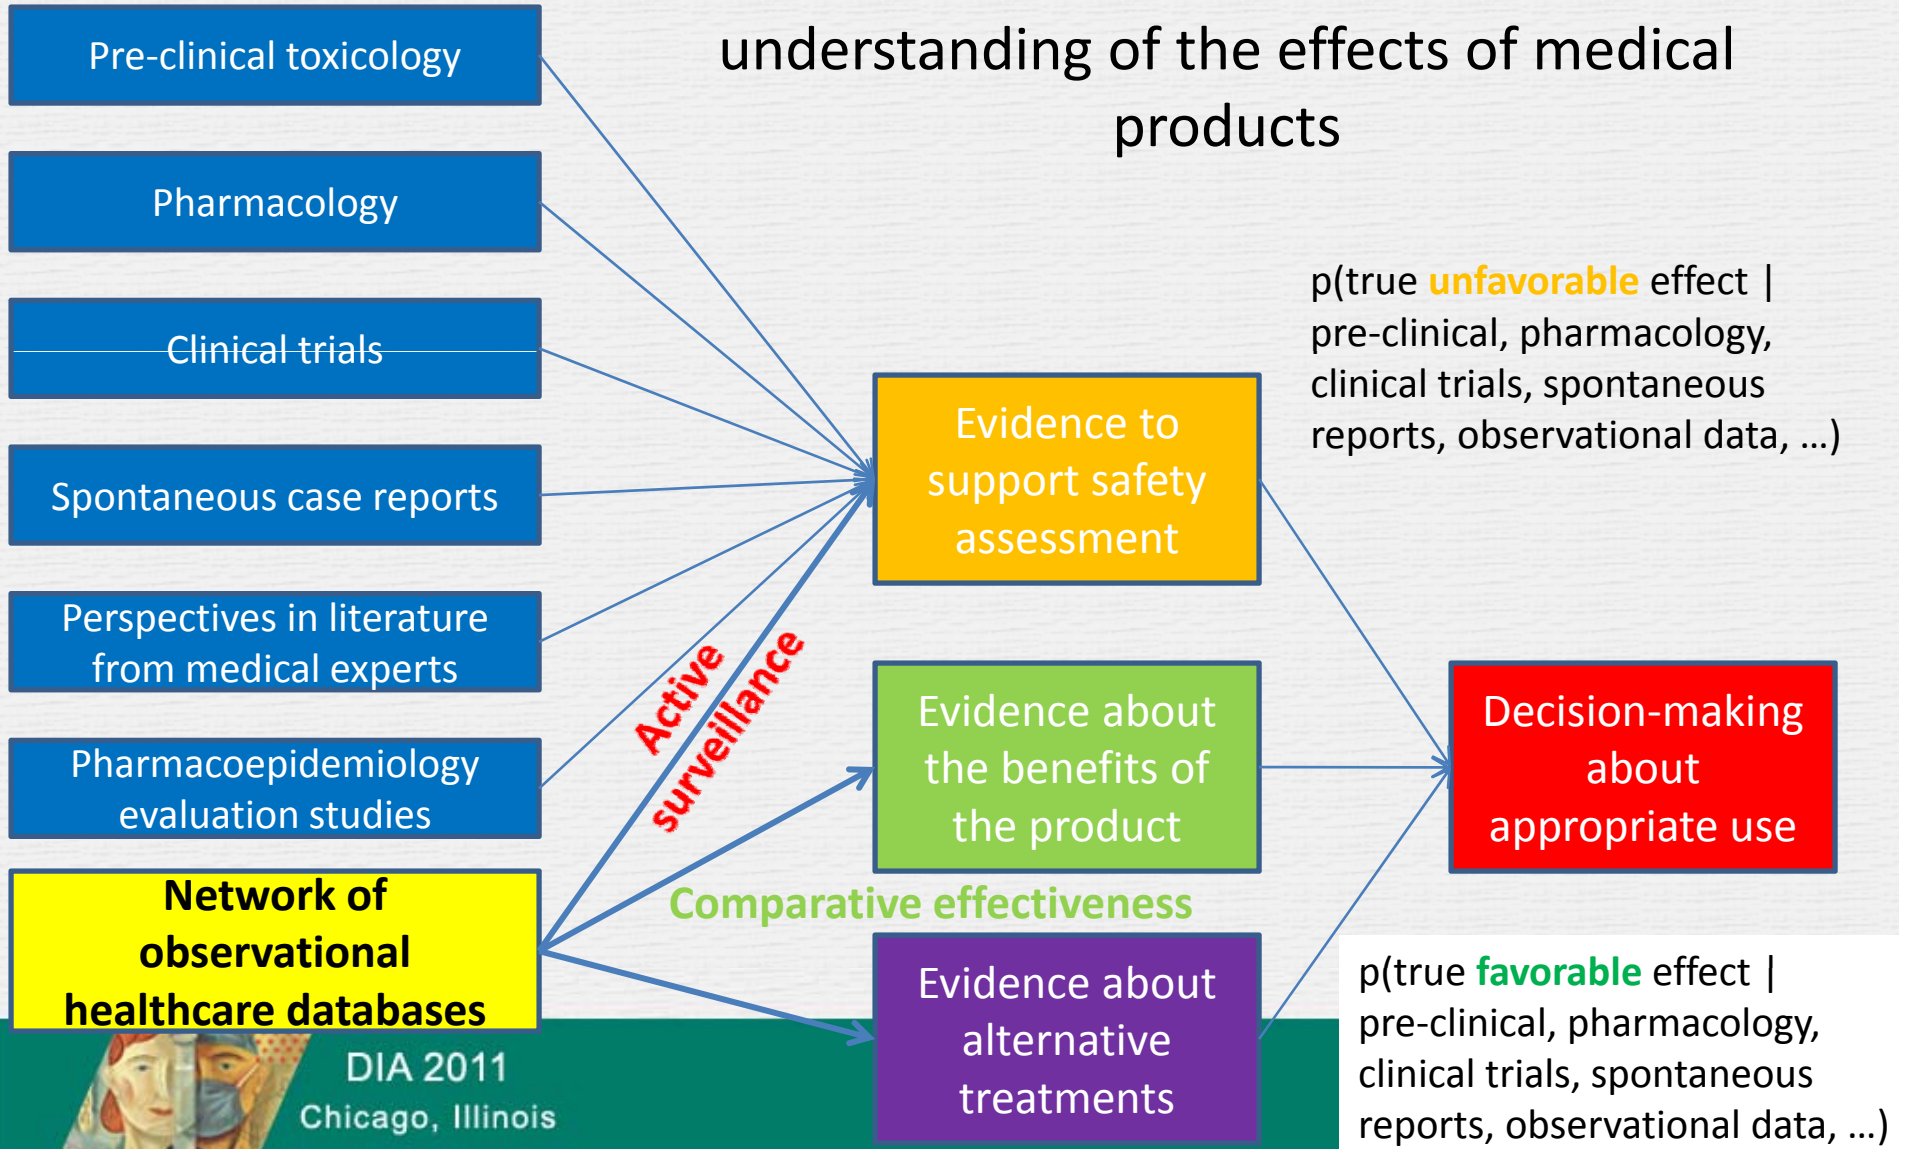 understanding of the effects of medical
products
Pre-clinical toxicology
Pharmacology
Clinical trials
Spontaneous case reports
Perspectives in literature
from medical experts
Pharmacoepidemiology
evaluation studies
Network of
observational
healthcare databases
Active
surveillance
Comparative effectiveness
Evidence to
support safety
assessment
Evidence about
the benefits of
the product
Evidence about
alternative
treatments
p(true unfavorable effect |
pre-clinical, pharmacology,
clinical trials, spontaneous
reports, observational data, …)
Decision-making
about
appropriate use
p(true favorable effect |
pre-clinical, pharmacology,
clinical trials, spontaneous
reports, observational data, …)
DIA 2011
Chicago, Illinois